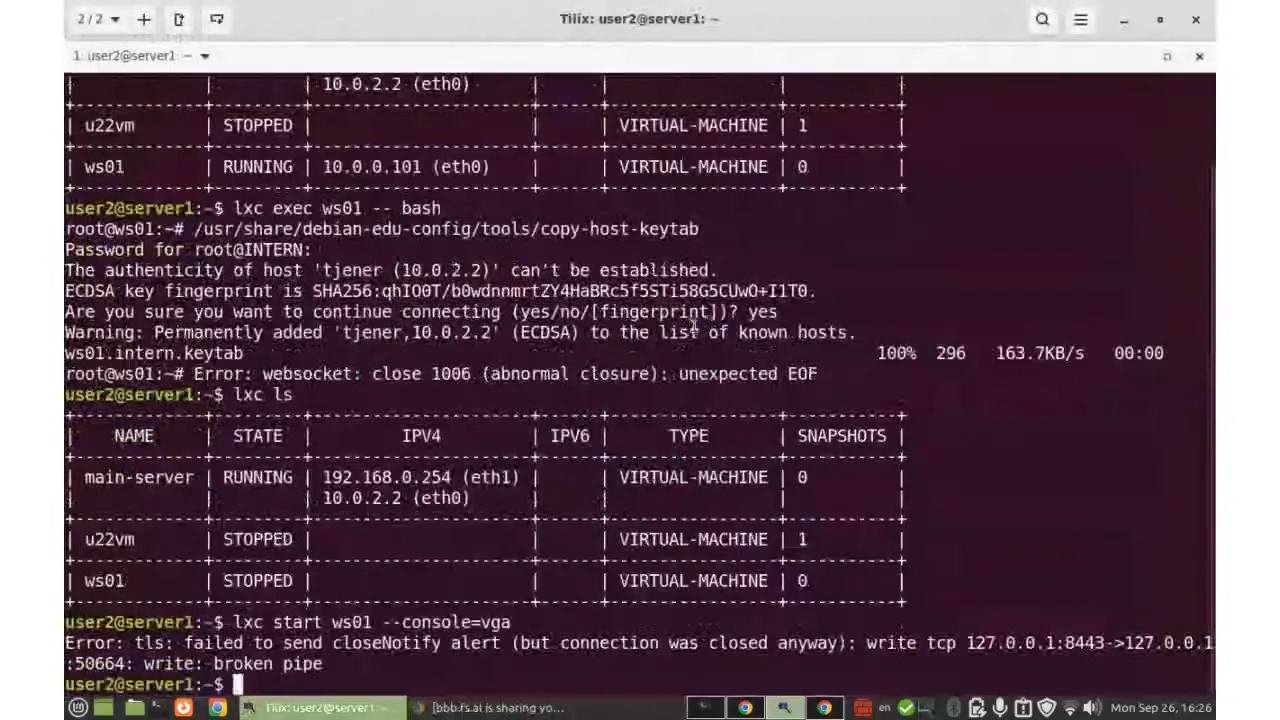 2 / 2
Tilix: user2@server1: ~
1: user2@server1: ~
| | | 10.0.2.2 (eth0) | | | |
+--------------+---------+----------------------+------+-----------------+-----------+
| u22vm | STOPPED | | | VIRTUAL-MACHINE | 1 |
+--------------+---------+----------------------+------+-----------------+-----------+
| ws01 | RUNNING | 10.0.0.101 (eth0) | | VIRTUAL-MACHINE | 0 |
+--------------+---------+----------------------+------+-----------------+-----------+
user2@server1:~$ lxc exec ws01 -- bash
root@ws01:~# /usr/share/debian-edu-config/tools/copy-host-keytab
Password for root@INTERN:
The authenticity of host 'tjener (10.0.2.2)' can't be established.
ECDSA key fingerprint is SHA256:qhIO0T/b0wdnnmrtZY4HaBRc5f5STi58G5CUwO+I1T0.
Are you sure you want to continue connecting (yes/no/[fingerprint])? yes
Warning: Permanently added 'tjener,10.0.2.2' (ECDSA) to the list of known hosts.
ws01.intern.keytab 100% 296 163.7KB/s 00:00
root@ws01:~# Error: websocket: close 1006 (abnormal closure): unexpected EOF
user2@server1:~$ lxc ls
+--------------+---------+----------------------+------+-----------------+-----------+
| NAME | STATE | IPV4 | IPV6 | TYPE | SNAPSHOTS |
+--------------+---------+----------------------+------+-----------------+-----------+
| main-server | RUNNING | 192.168.0.254 (eth1) | | VIRTUAL-MACHINE | 0 |
| | | 10.0.2.2 (eth0) | | | |
+--------------+---------+----------------------+------+-----------------+-----------+
| u22vm | STOPPED | | | VIRTUAL-MACHINE | 1 |
+--------------+---------+----------------------+------+-----------------+-----------+
| ws01 | STOPPED | | | VIRTUAL-MACHINE | 0 |
+--------------+---------+----------------------+------+-----------------+-----------+
user2@server1:~$ lxc start ws01 --console=vga
Error: tls: failed to send closeNotify alert (but connection was closed anyway): write tcp 127.0.0.1:8443->127.0.0.1
:50664: write: broken pipe
user2@server1:~$
Tilix: user2@server1: ~
[bbb.fs.ai is sharing yo...
en
Mon Sep 26, 16:26